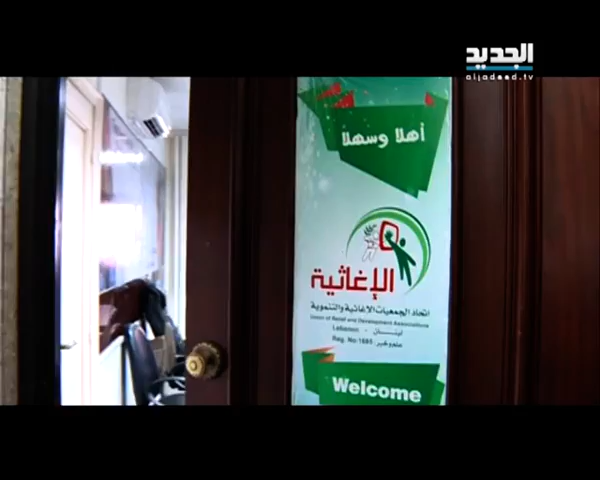 الجديد
aljadeed.tv
أهلا وسهلا
الإغاثية
اتحاد الجمعيات الإغاثية والتنموية
Union of Relief and Development Associations
Lebanon - لبنان
Reg. No:1685 :علم وخبر
Welcome